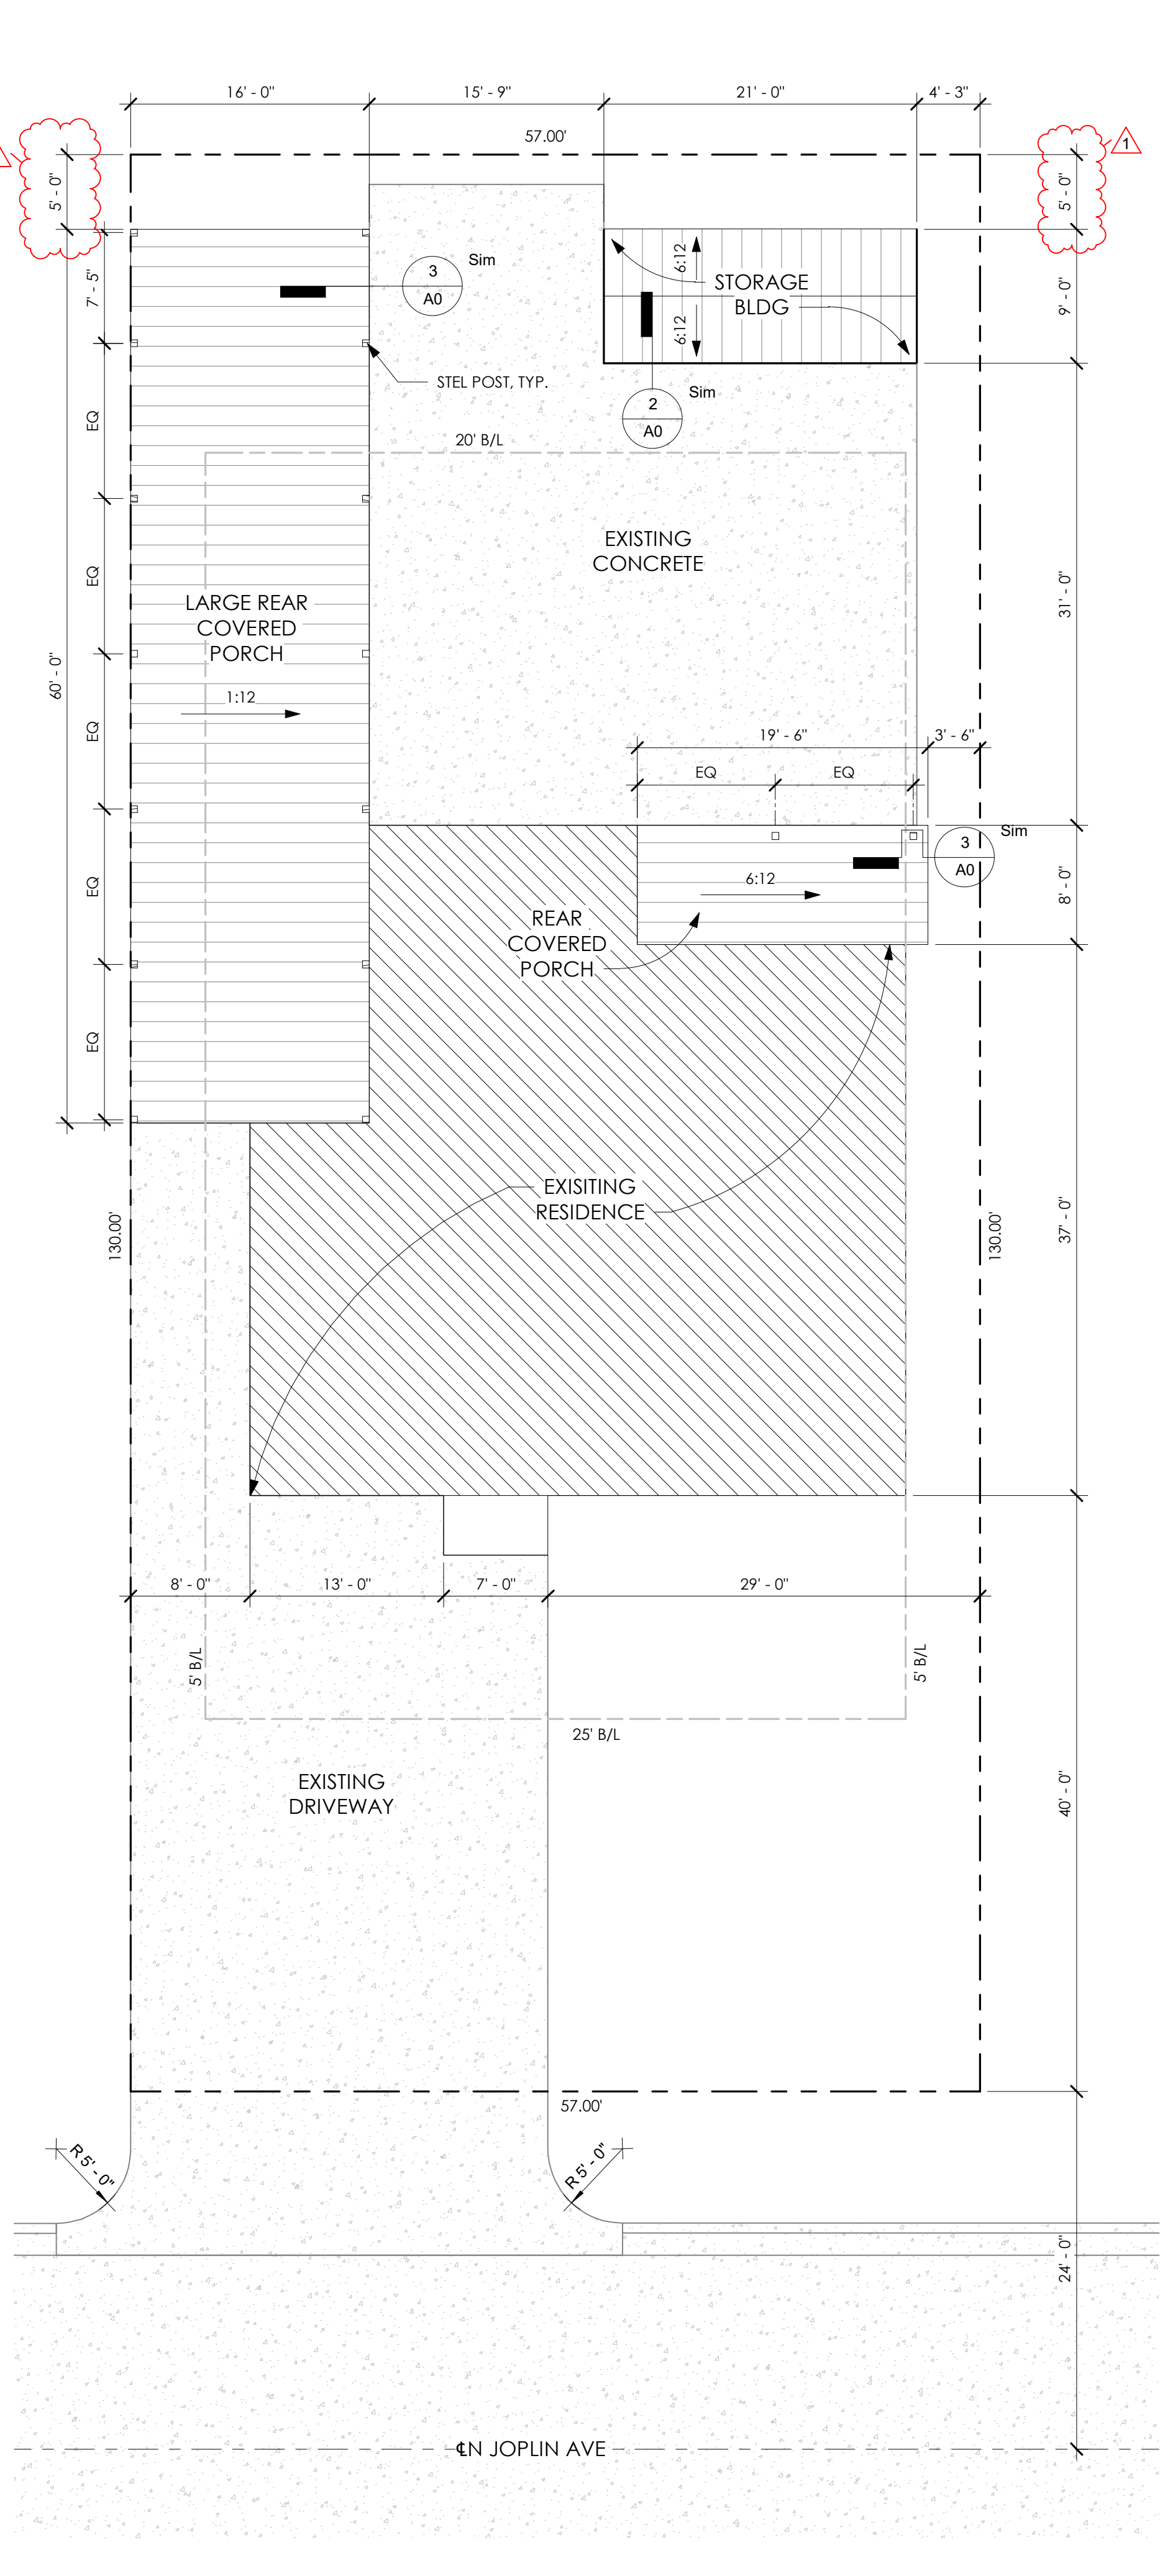 16' - 0"
15' - 9"
21' - 0"
4' - 3"
57.00'
1
5' - 0"
5' - 0"
7' - 5"
3
A0
Sim
6:12
6:12
STORAGE
BLDG
9' - 0"
STEL POST, TYP.
2
A0
Sim
EQ
20' B/L
EXISTING
CONCRETE
EQ
31' - 0"
LARGE REAR
COVERED
PORCH
60' - 0"
1:12
EQ
19' - 6"
3' - 6"
EQ
EQ
Sim
3
A0
6:12
8' - 0"
EQ
REAR
COVERED
PORCH
EQ
EXISITING
RESIDENCE
130.00'
130.00'
37' - 0"
8' - 0"
13' - 0"
7' - 0"
29' - 0"
5' B/L
5' B/L
25' B/L
EXISTING
DRIVEWAY
40' - 0"
57.00'
R 5' - 0"
R 5' - 0"
24' - 0"
℄N JOPLIN AVE